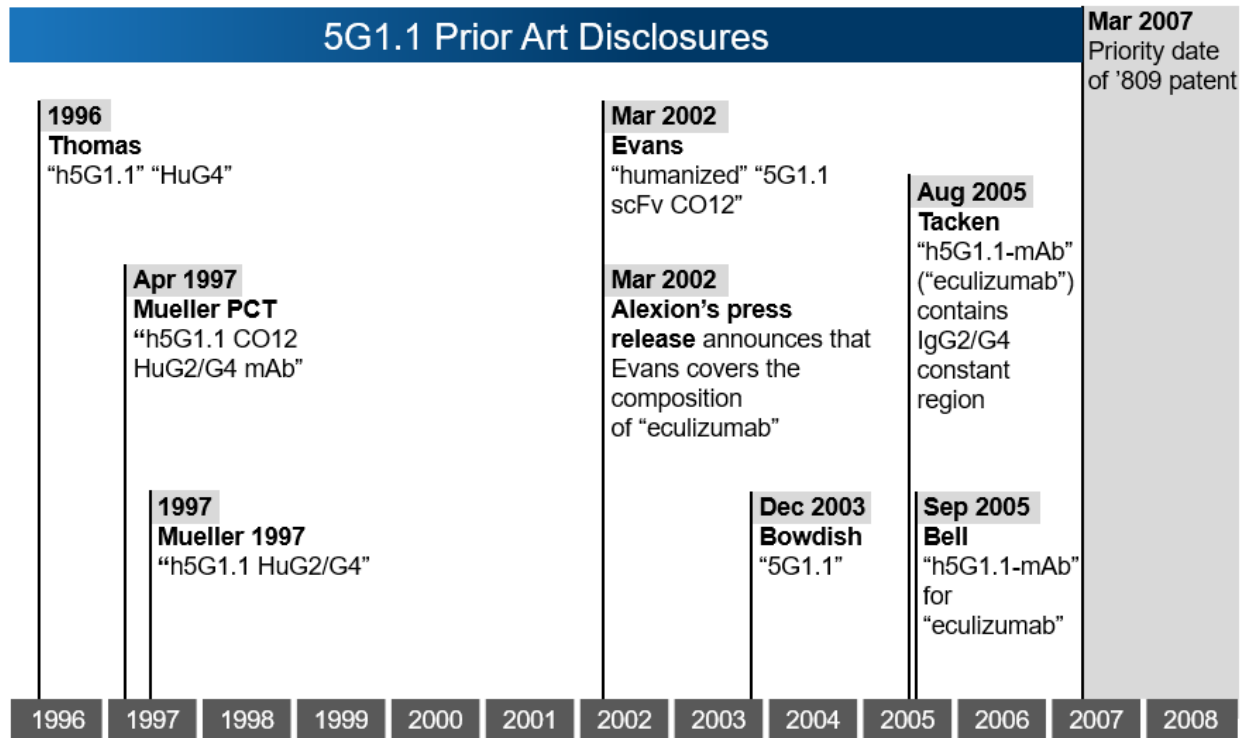 5G1.1 Prior Art Disclosures
Mar 2007
Priority date
of ’809 patent
1996
Thomas
“h5G1.1” “HuG4”
Apr 1997
Mueller PCT
“h5G1.1 CO12
HuG2/G4 mAb”
1997
Mueller 1997
“h5G1.1 HuG2/G4”
Mar 2002
Evans
“humanized” “5G1.1
scFv CO12”
Mar 2002
Alexion’s press
release announces that
Evans covers the
composition
of “eculizumab”
Dec 2003
Bowdish
“5G1.1”
Aug 2005
Tacken
“h5G1.1-mAb”
(“eculizumab”)
contains
IgG2/G4
constant
region
Sep 2005
Bell
“h5G1.1-mAb”
for
“eculizumab”
1996 1997 1998 1999 2000 2001 2002 2003 2004 2005 2006 2007 2008